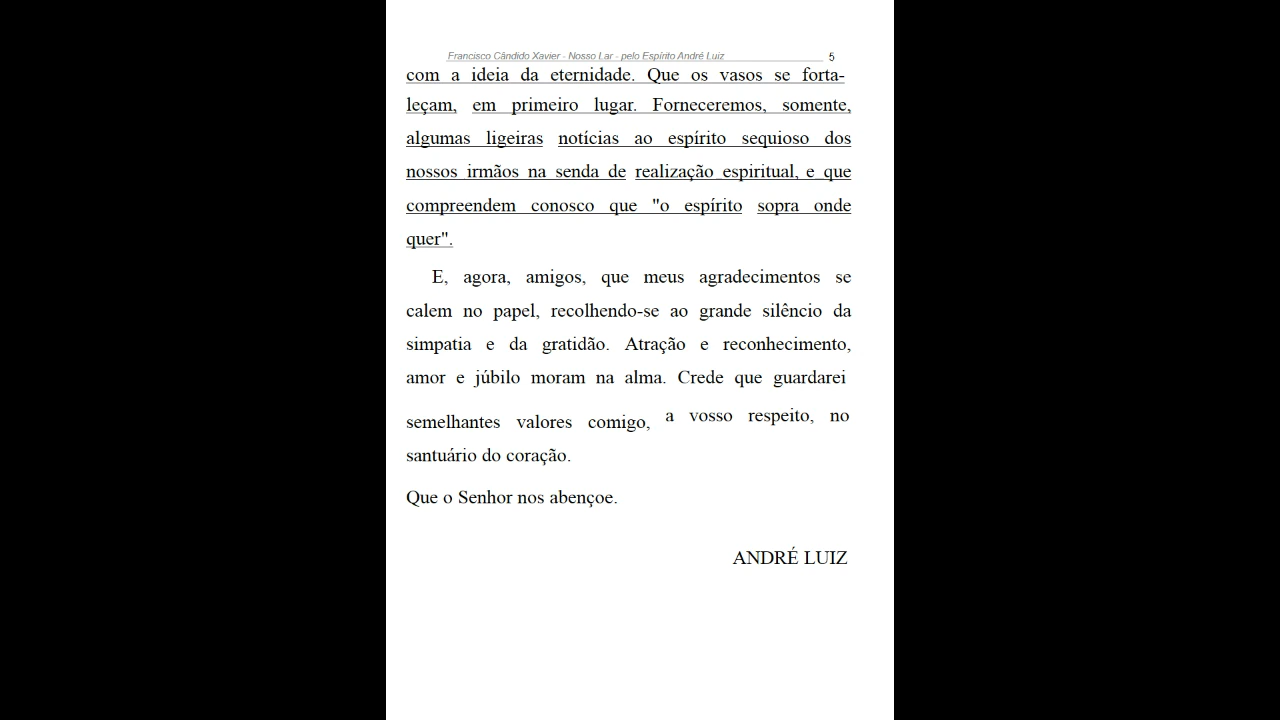 Francisco Cândido Xavier - Nosso Lar - pelo Espírito André Luiz 5
com a ideia da eternidade. Que os vasos se forta-
leçam, em primeiro lugar. Forneceremos, somente,
algumas ligeiras notícias ao espírito sequioso dos
nossos irmãos na senda de realização espiritual, e que
compreendem conosco que "o espírito sopra onde
quer".
E, agora, amigos, que meus agradecimentos se
calem no papel, recolhendo-se ao grande silêncio da
simpatia e da gratidão. Atração e reconhecimento,
amor e júbilo moram na alma. Crede que guardarei
semelhantes valores comigo, a vosso respeito, no
santuário do coração.
Que o Senhor nos abençoe.
ANDRÉ LUIZ